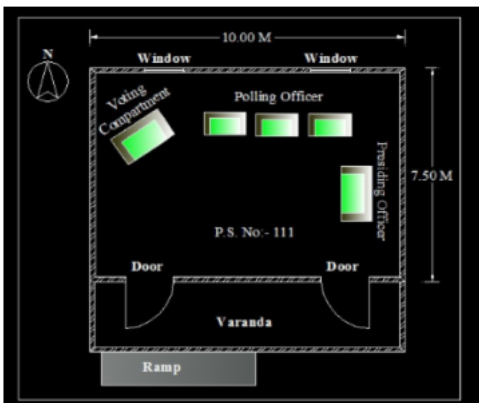 10.00 M
N
Window
Window
Voting
Compartment
Polling Officer
Presiding Officer
7.50 M
P.S. No:- 111
Door
Door
Varanda
Ramp